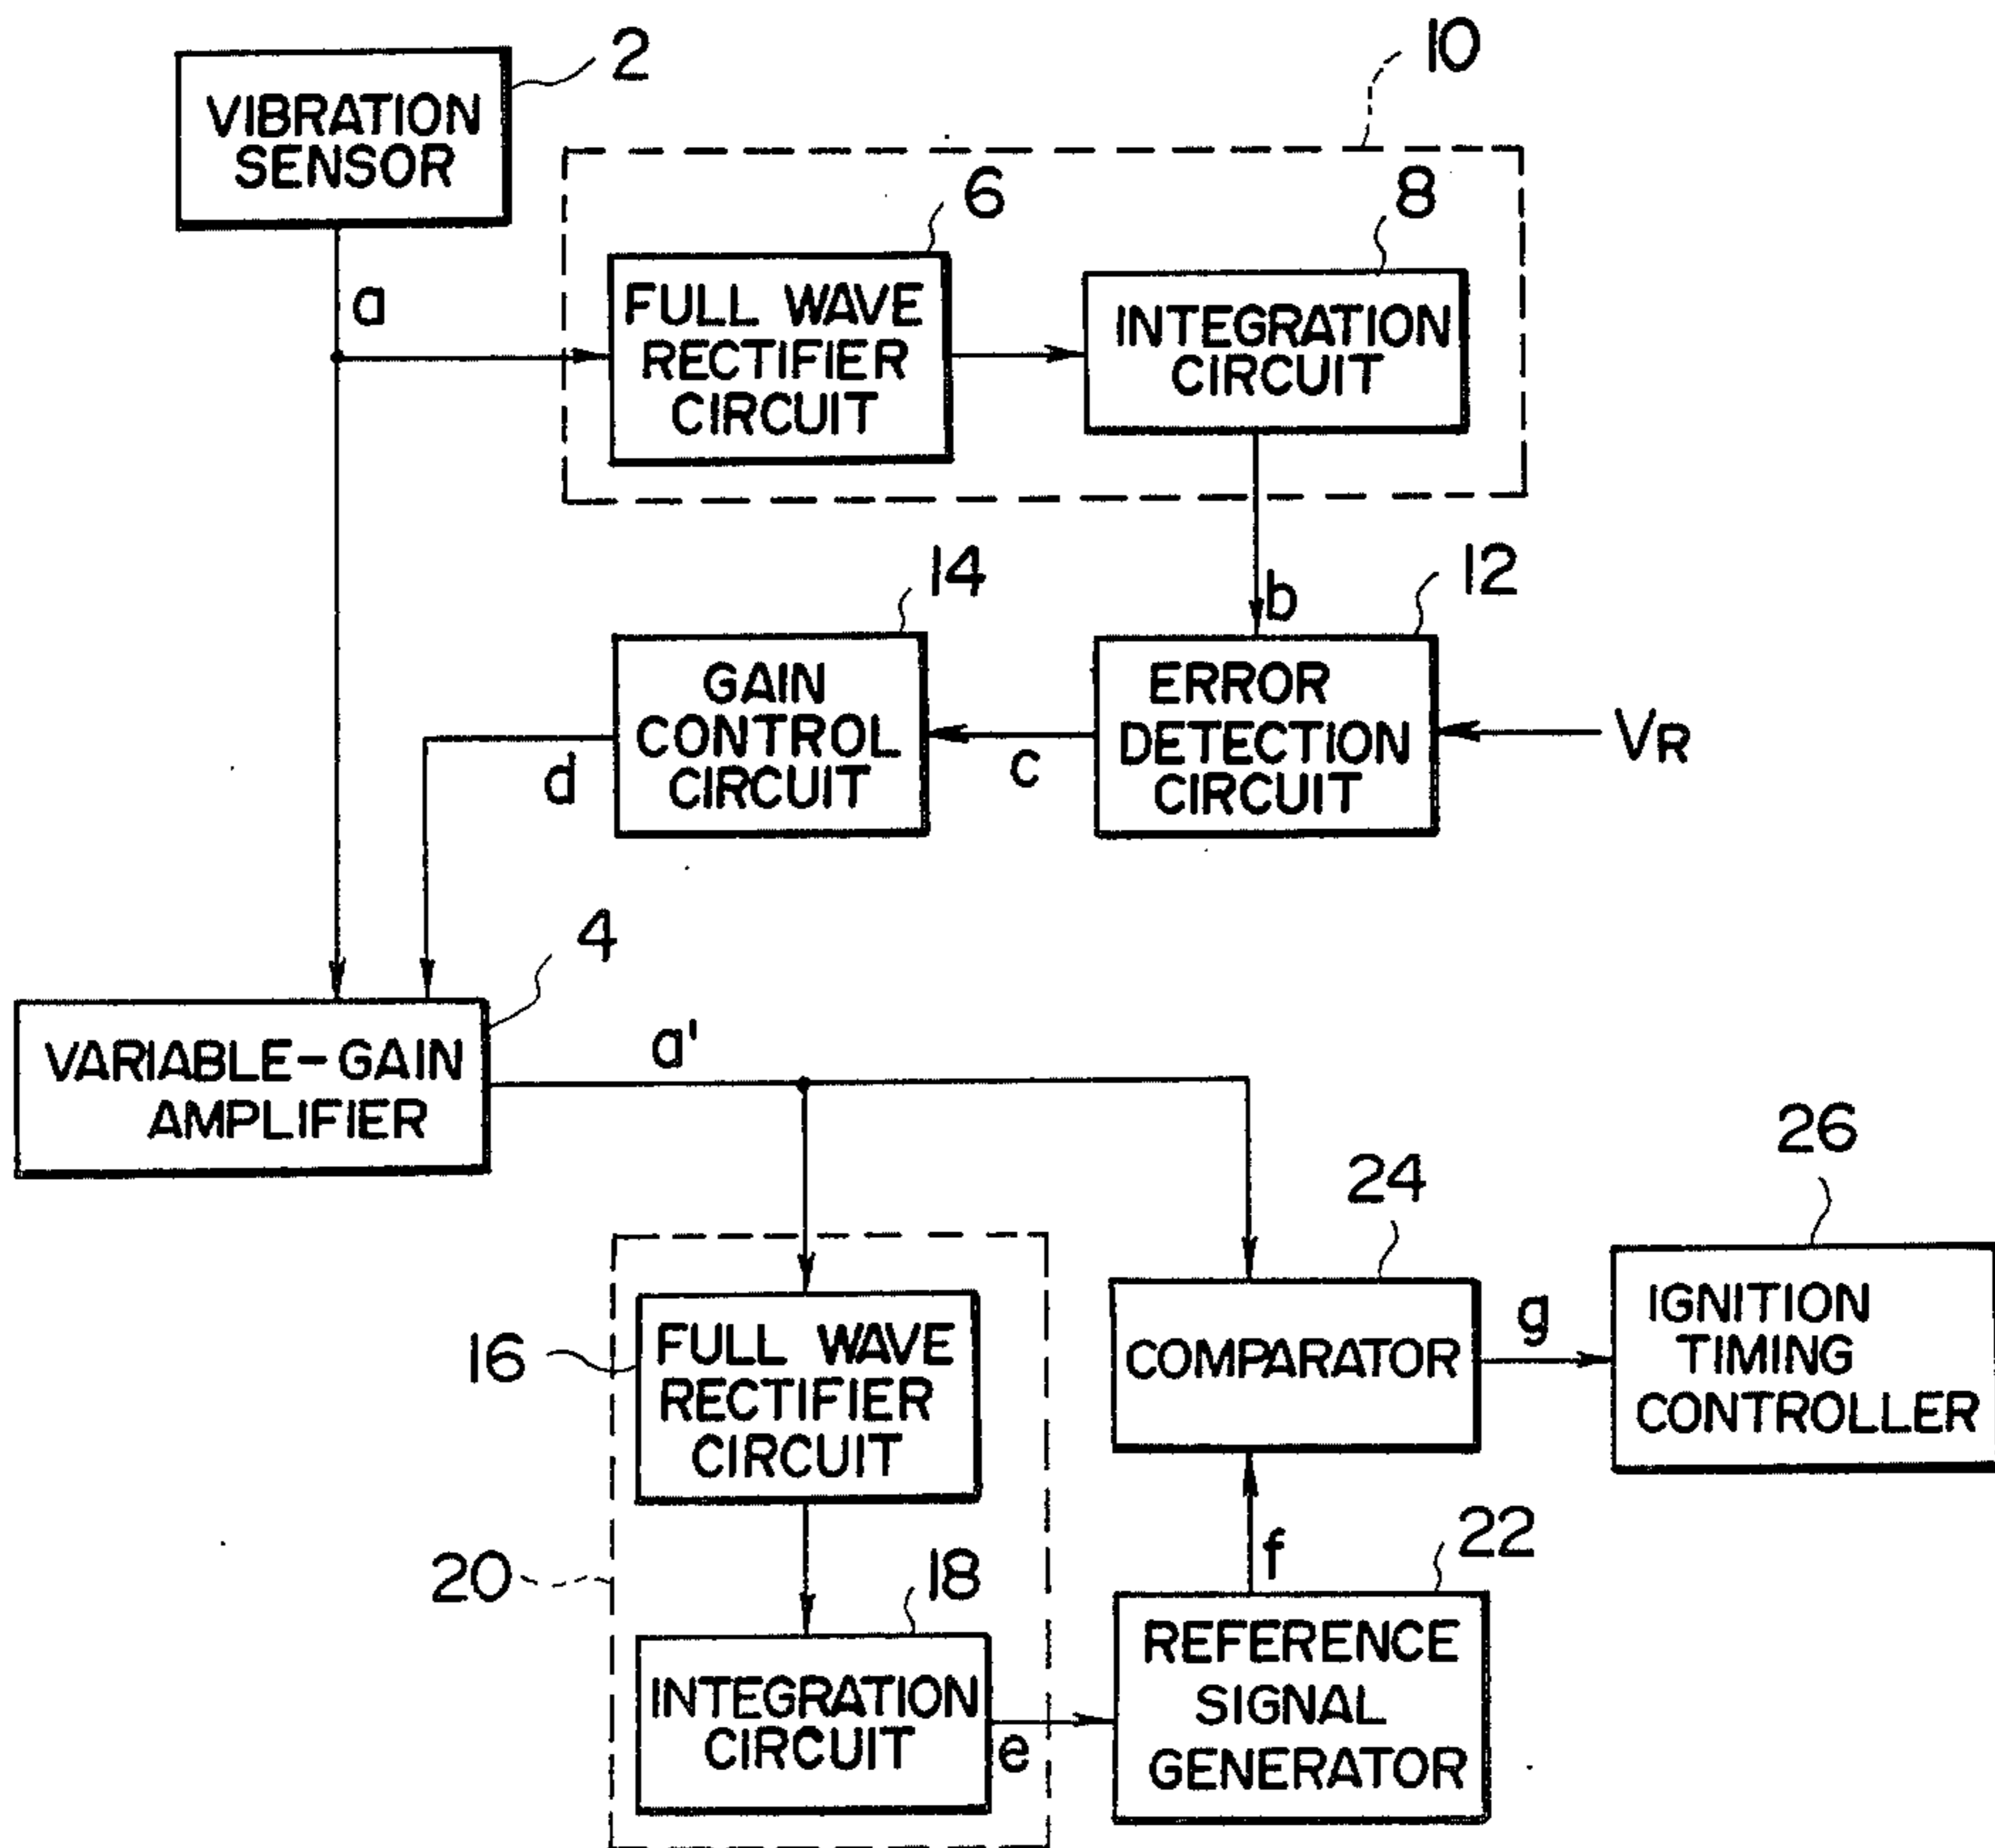 2
10
VIBRATION
SENSOR
6
8
a
FULL WAVE
RECTIFIER
CIRCUIT
INTEGRATION
CIRCUIT
14
b
12
GAIN
CONTROL
CIRCUIT
d
c
ERROR
DETECTION
CIRCUIT
VR
4
VARIABLE-GAIN
AMPLIFIER
a'
24
26
16
FULL WAVE
RECTIFIER
CIRCUIT
COMPARATOR
g
IGNITION
TIMING
CONTROLLER
20
18
f
22
INTEGRATION
CIRCUIT
e
REFERENCE
SIGNAL
GENERATOR